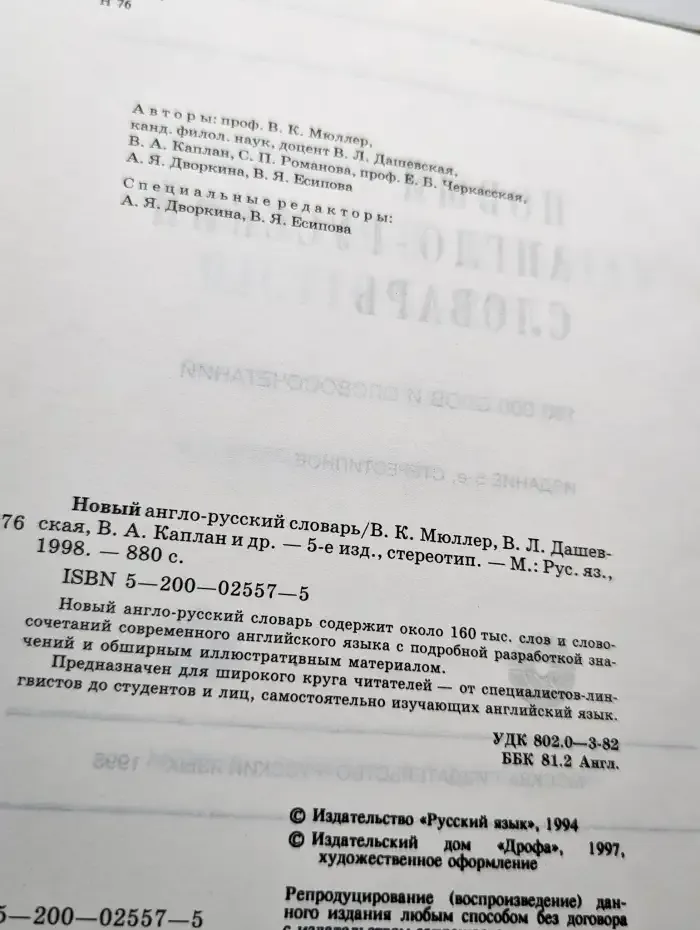 Н 76
Авторы: проф. В. К. Мюллер,
канд. филол. наук, доцент В. Л. Дашевская,
В. А. Каплан, С. П. Романова, проф. Е. Б. Черкасская,
А. Я. Дворкина, В. Я. Есипова
Специальные редакторы:
А. Я. Дворкина, В. Я. Есипова
СЛОВАРЬ
Новый англо-русский словарь/В. К. Мюллер, В. Л. Дашев-
76 ская, В. А. Каплан и др. — 5-е изд., стереотип. — М.: Рус. яз.,
1998. — 880 с.
ISBN 5—200—02557—5
Новый англо-русский словарь содержит около 160 тыс. слов и слово-
сочетаний современного английского языка с подробной разработкой зна-
чений и обширным иллюстративным материалом.
Предназначен для широкого круга читателей — от специалистов-лин-
гвистов до студентов и лиц, самостоятельно изучающих английский язык.
УДК 802.0—3-82
ББК 81.2 Англ.
© Издательство «Русский язык», 1994
© Издательский дом «Дрофа», 1997,
художественное оформление
Репродуцирование (воспроизведение) дан-
ного издания любым способом без договора
5—200—02557—5